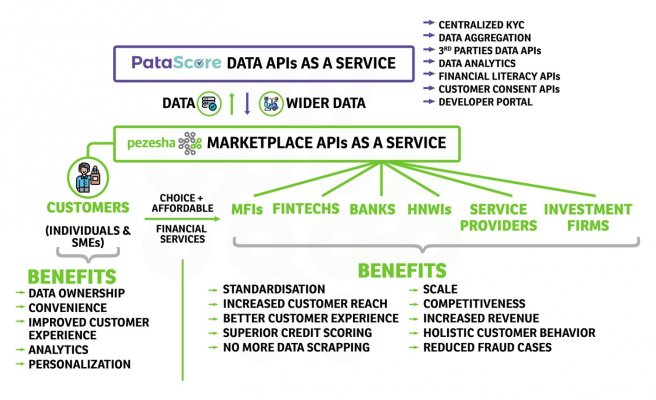 PataScore DATA APIs AS A SERVICE
CENTRALIZED KYC
DATA AGGREGATION
3RD PARTIES DATA APIs
DATA ANALYTICS
FINANCIAL LITERACY APIs
CUSTOMER CONSENT APIs
DEVELOPER PORTAL
DATA
WIDER DATA
pezesha MARKETPLACE APIs AS A SERVICE
CUSTOMERS
(INDIVIDUALS &
SMEs)
CHOICE +
AFFORDABLE
FINANCIAL
SERVICES
MFIs
FINTECHS
BANKS
HNWIs
SERVICE
PROVIDERS
INVESTMENT
FIRMS
BENEFITS
DATA OWNERSHIP
CONVENIENCE
IMPROVED CUSTOMER
EXPERIENCE
ANALYTICS
PERSONALIZATION
BENEFITS
STANDARDISATION
INCREASED CUSTOMER REACH
BETTER CUSTOMER EXPERIENCE
SUPERIOR CREDIT SCORING
NO MORE DATA SCRAPPING
SCALE
COMPETITIVENESS
INCREASED REVENUE
HOLISTIC CUSTOMER BEHAVIOR
REDUCED FRAUD CASES